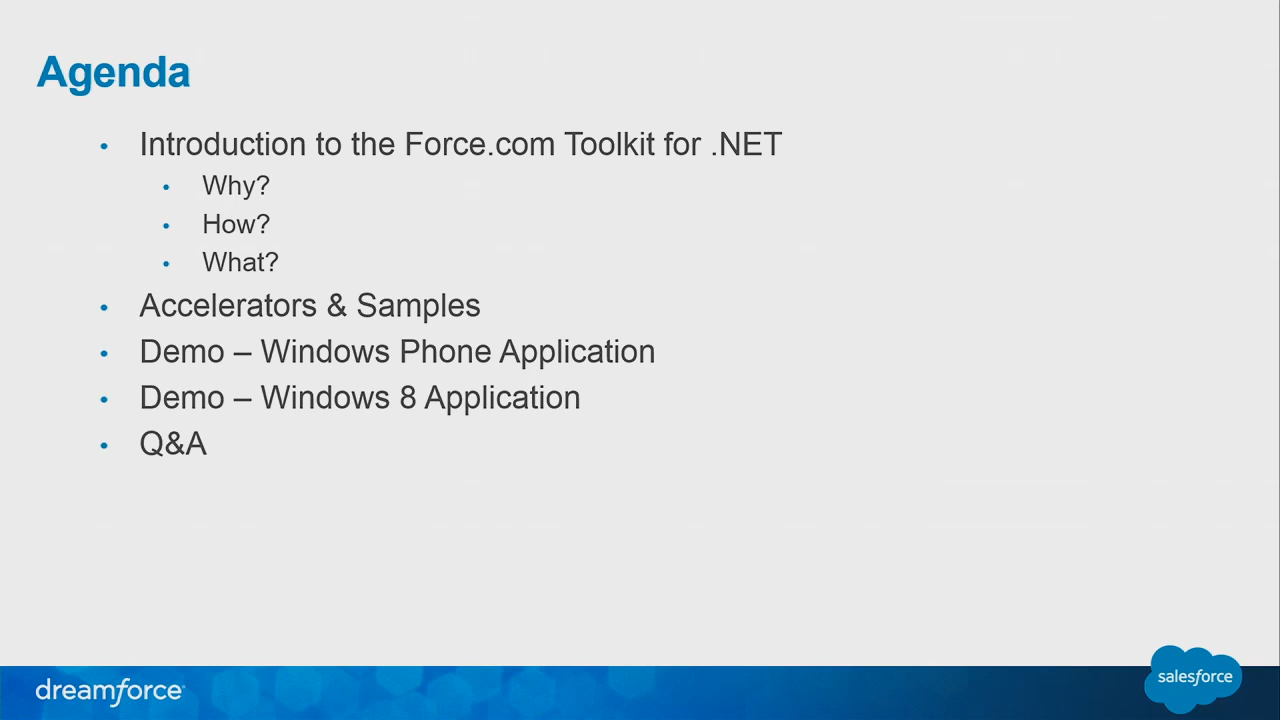 Agenda
• Introduction to the Force.com Toolkit for .NET
• Why?
• How?
• What?
• Accelerators & Samples
• Demo – Windows Phone Application
• Demo – Windows 8 Application
• Q&A
dreamforce
salesforce